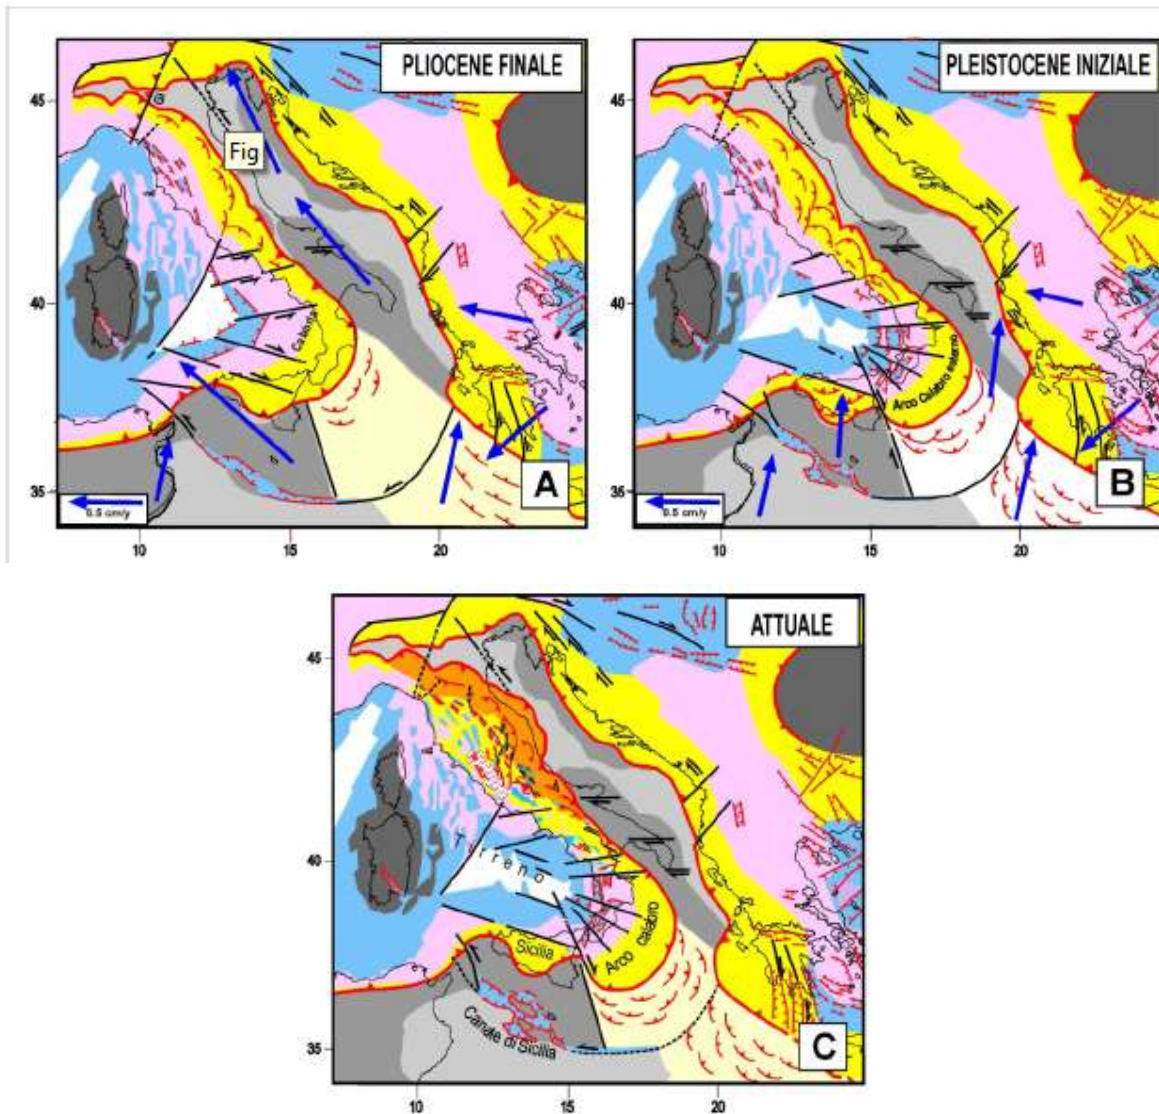 PLIOCENE FINALE
45
G
Fig
40
Calabria
35
A
0.5 cm/y
10
15
20
PLEISTOCENE INIZIALE
45
40
Arco Calabro esterno
35
B
0.5 cm/y
10
15
20
ATTUALE
45
A
40
Tirreno
Sicilia
Arco calabro
Canale di Sicilia
35
C
10
15
20